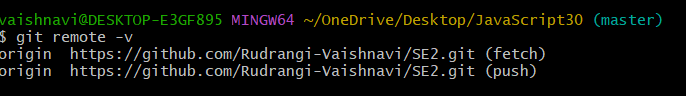 vaishnavi@DESKTOP-E3GF895 MINGW64 ~/OneDrive/Desktop/JavaScript30 (master)
$ git remote -v
origin  https://github.com/Rudrangi-Vaishnavi/SE2.git (fetch)
origin  https://github.com/Rudrangi-Vaishnavi/SE2.git (push)